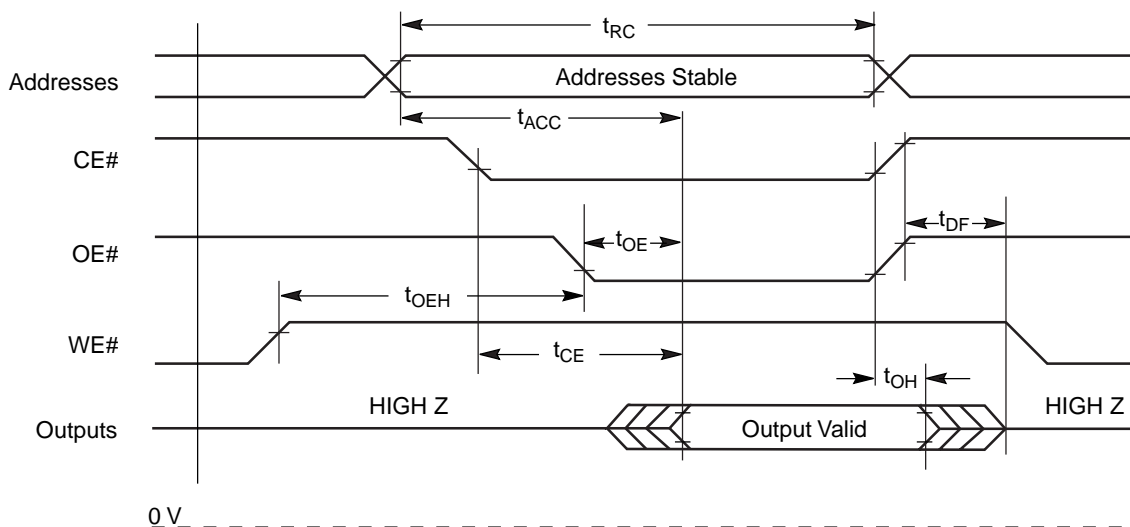 tRC
Addresses
Addresses Stable
tACC
CE#
tDF
OE#
tOE
tOEH
WE#
tCE
tOH
HIGH Z
HIGH Z
Outputs
Output Valid
0 V